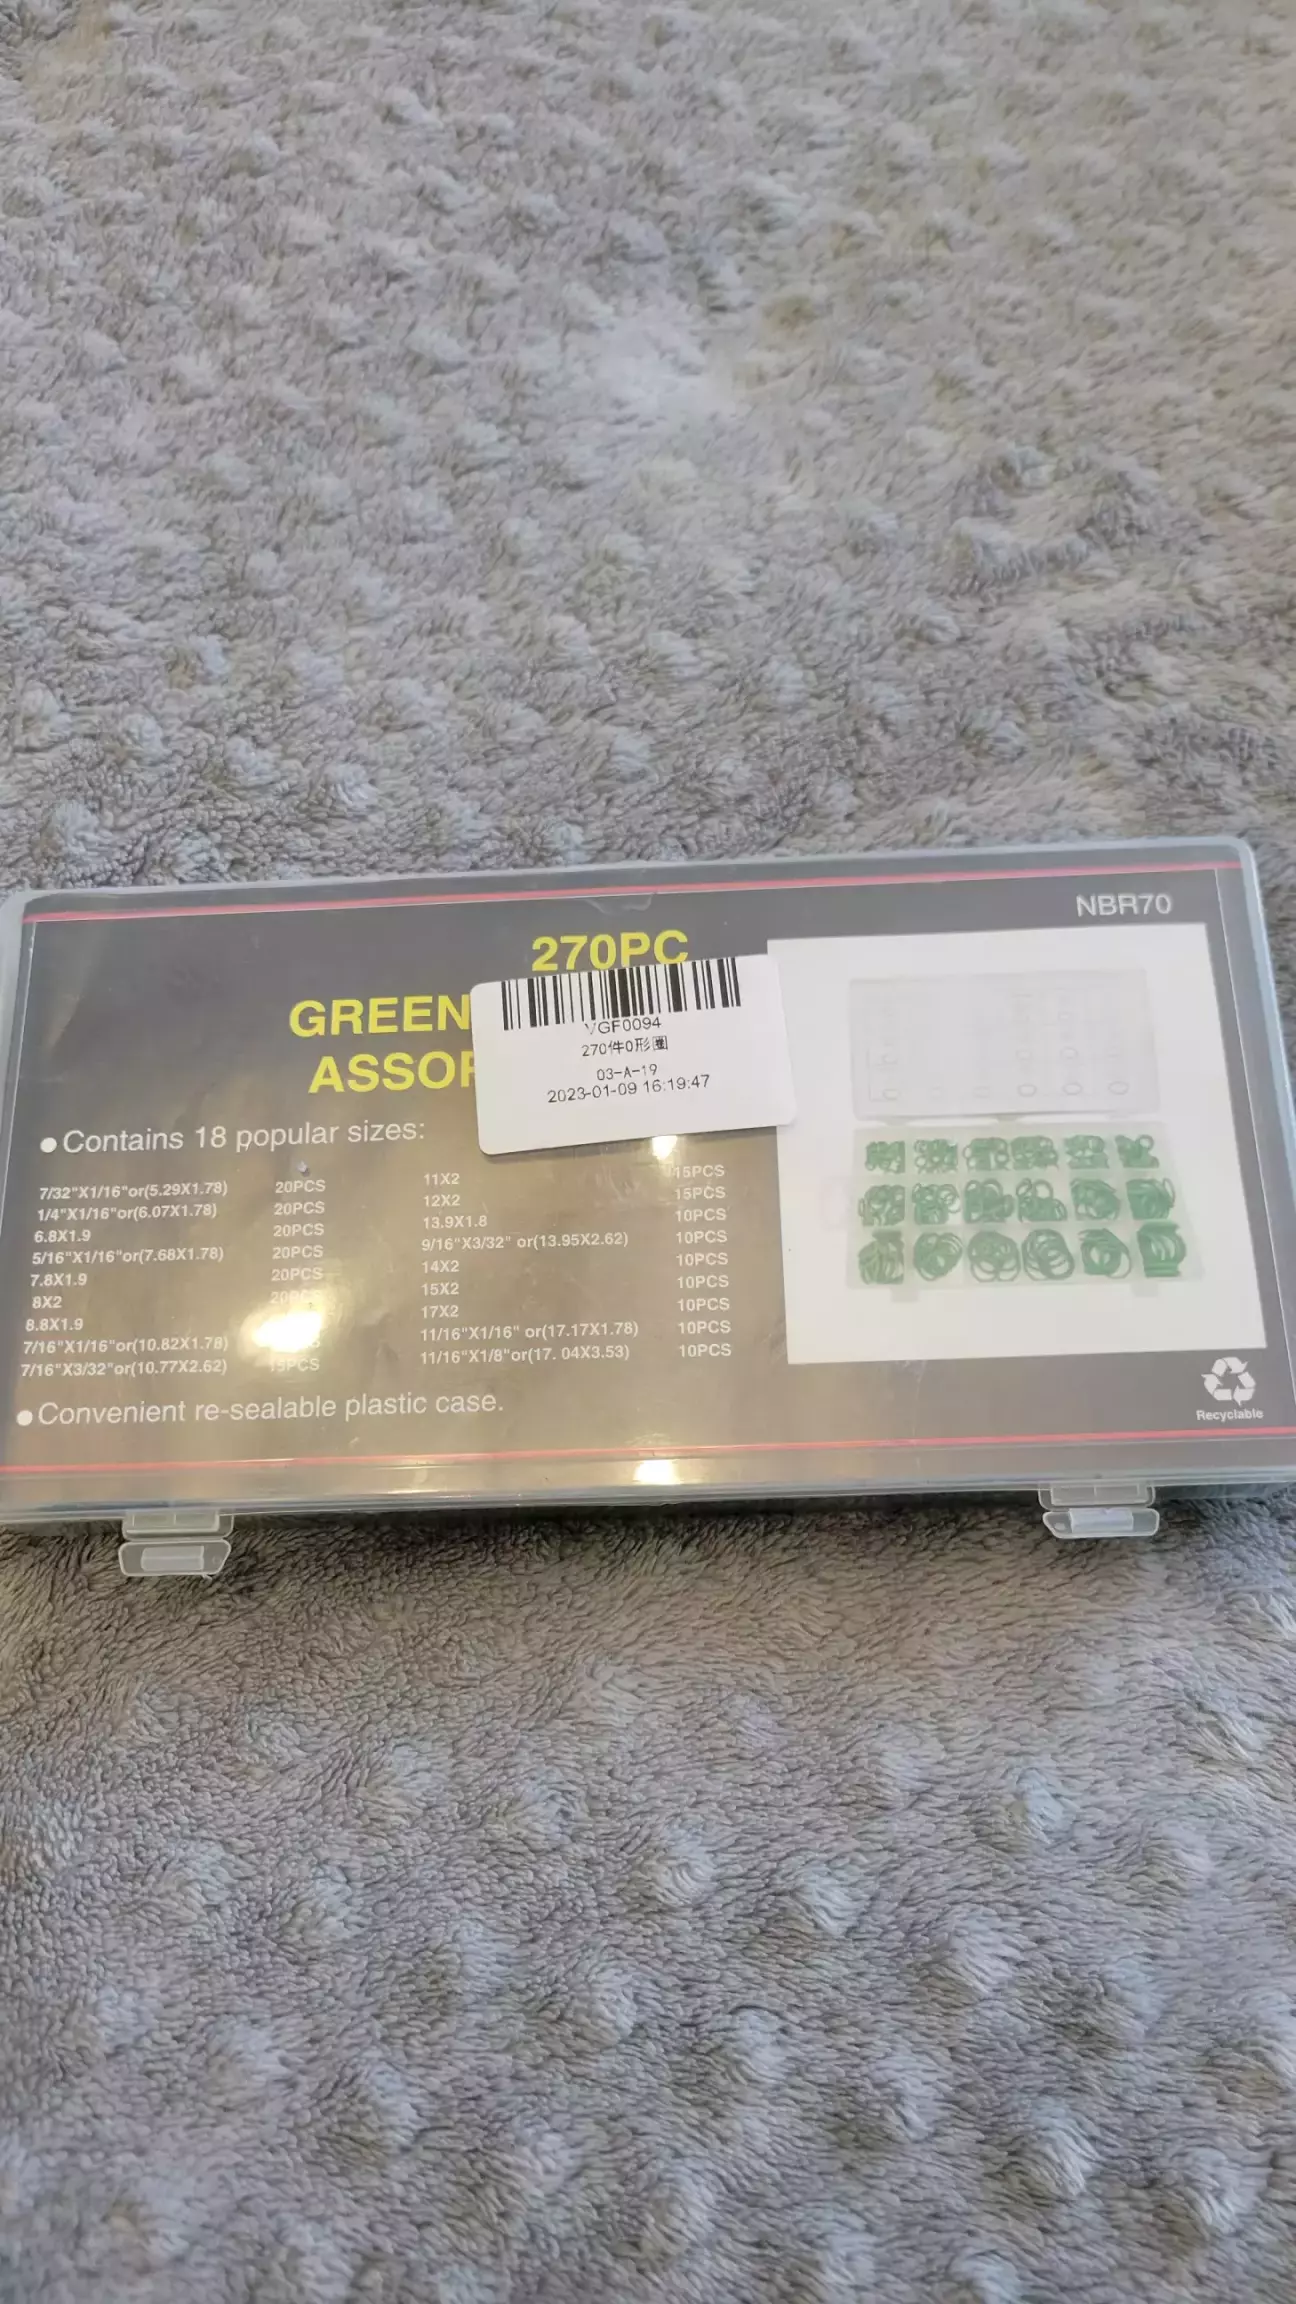 NBR70
270PC
GREEN
VGF0094
270件O形圈
03-A-19
2023-01-09 16:19:47
● Contains 18 popular sizes:
7/32"X1/16"or(5.29X1.78) 20PCS
1/4"X1/16"or(6.07X1.78) 20PCS
6.8X1.9 20PCS
5/16"X1/16"or(7.68X1.78) 20PCS
7.8X1.9 20PCS
8X2 20PCS
8.8X1.9
7/16"X1/16"or(10.82X1.78)
7/16"X3/32"or(10.77X2.62) 15PCS
11X2 15PCS
12X2 15PCS
13.9X1.8 10PCS
9/16"X3/32" or(13.95X2.62) 10PCS
14X2 10PCS
15X2 10PCS
17X2 10PCS
11/16"X1/16" or(17.17X1.78) 10PCS
11/16"X1/8"or(17. 04X3.53) 10PCS
● Convenient re-sealable plastic case.
Recyclable